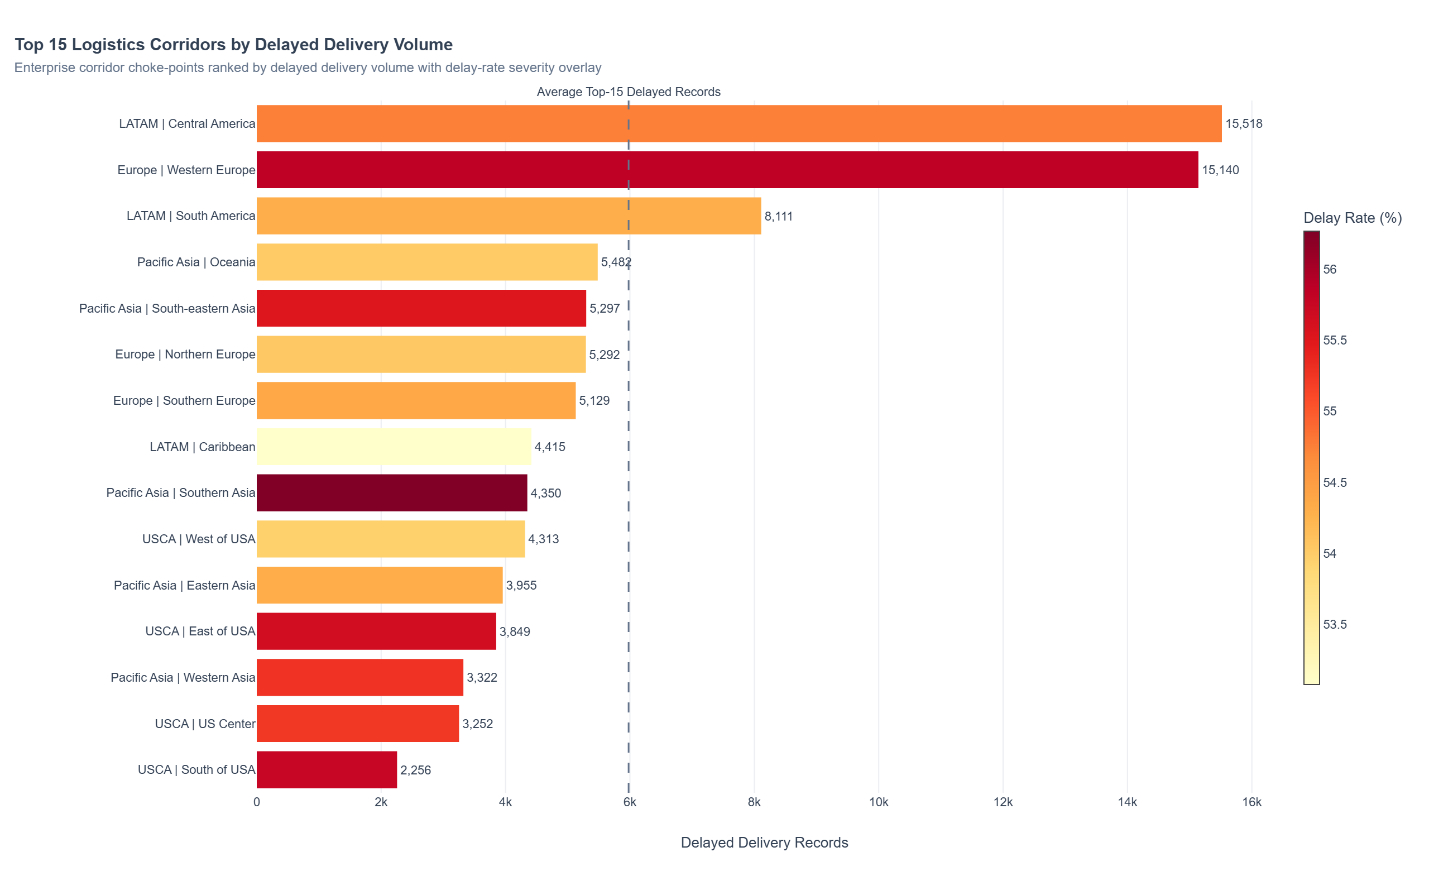 Top 15 Logistics Corridors by Delayed Delivery Volume
Enterprise corridor choke-points ranked by delayed delivery volume with delay-rate severity overlay
Average Top-15 Delayed Records
LATAM | Central America 15,518
Europe | Western Europe 15,140
LATAM | South America 8,111
Pacific Asia | Oceania 5,482
Pacific Asia | South-eastern Asia 5,297
Europe | Northern Europe 5,292
Europe | Southern Europe 5,129
LATAM | Caribbean 4,415
Pacific Asia | Southern Asia 4,350
USCA | West of USA 4,313
Pacific Asia | Eastern Asia 3,955
USCA | East of USA 3,849
Pacific Asia | Western Asia 3,322
USCA | US Center 3,252
USCA | South of USA 2,256
0 2k 4k 6k 8k 10k 12k 14k 16k
Delayed Delivery Records
Delay Rate (%)
56
55.5
55
54.5
54
53.5